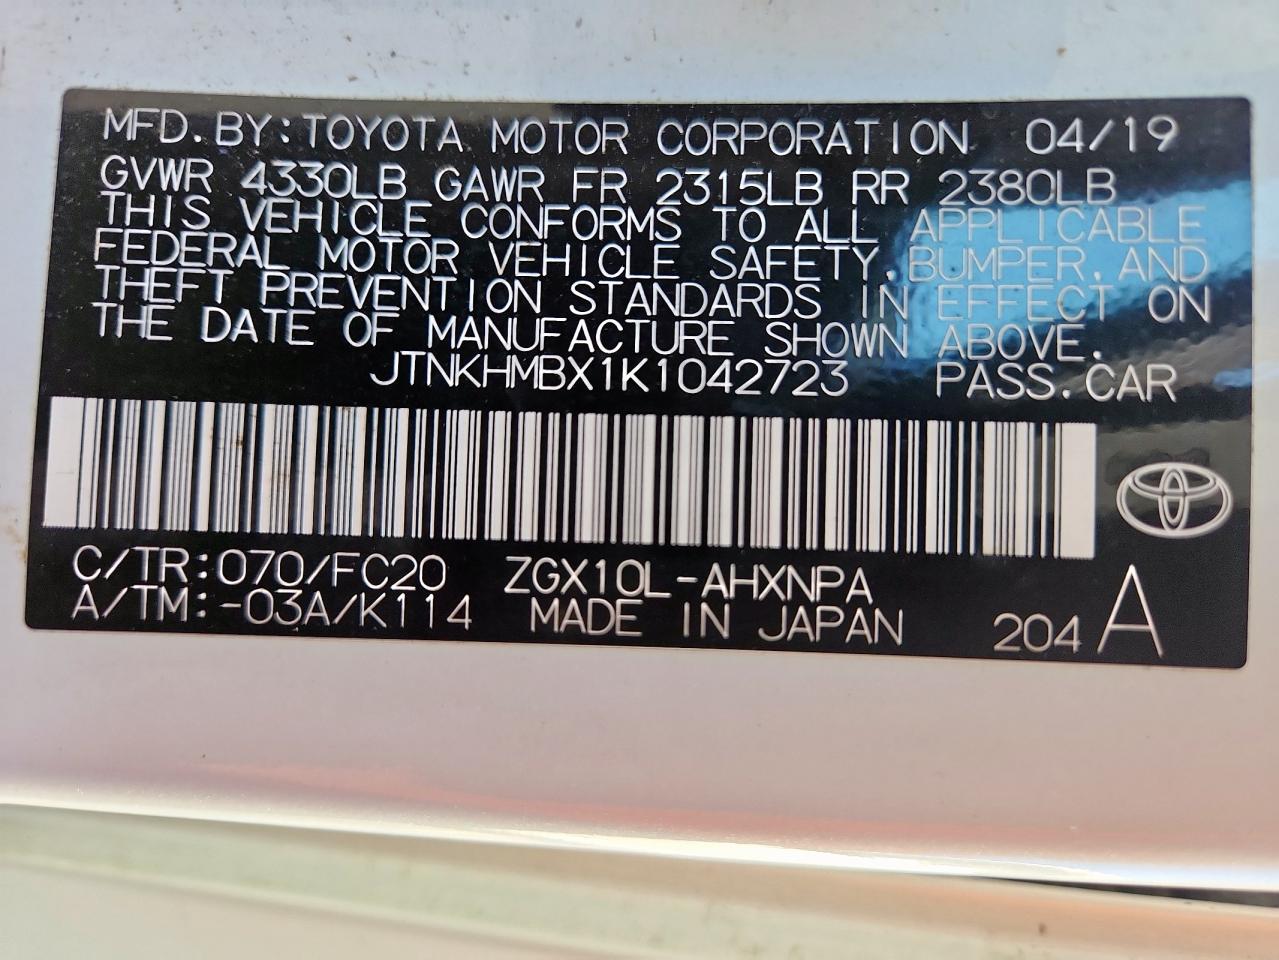 MFD.BY:TOYOTA MOTOR CORPORATION 04/19
GVWR 4330LB GAWR FR 2315LB RR 2380LB
THIS VEHICLE CONFORMS TO ALL APPLICABLE
FEDERAL MOTOR VEHICLE SAFETY,BUMPER,AND
THEFT PREVENTION STANDARDS IN EFFECT ON
THE DATE OF MANUFACTURE SHOWN ABOVE.
JTNKHMBX1K1042723 PASS.CAR
C/TR:070/FC20 ZGX10L-AHXNPA
A/TM:-03A/K114 MADE IN JAPAN 204 A